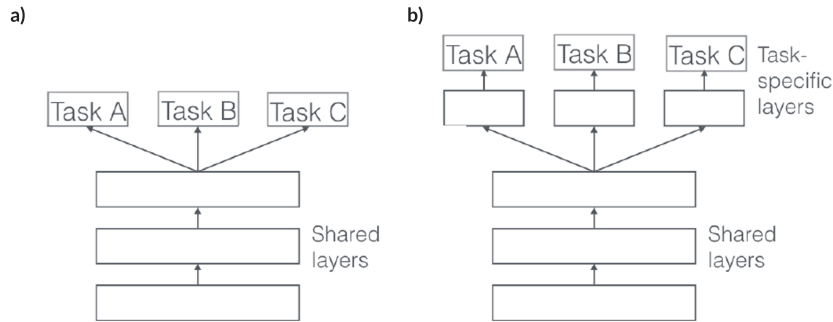 a)
Task A Task B Task C
Shared
layers
b)
Task A Task B Task C
Task-
specific
layers
Shared
layers